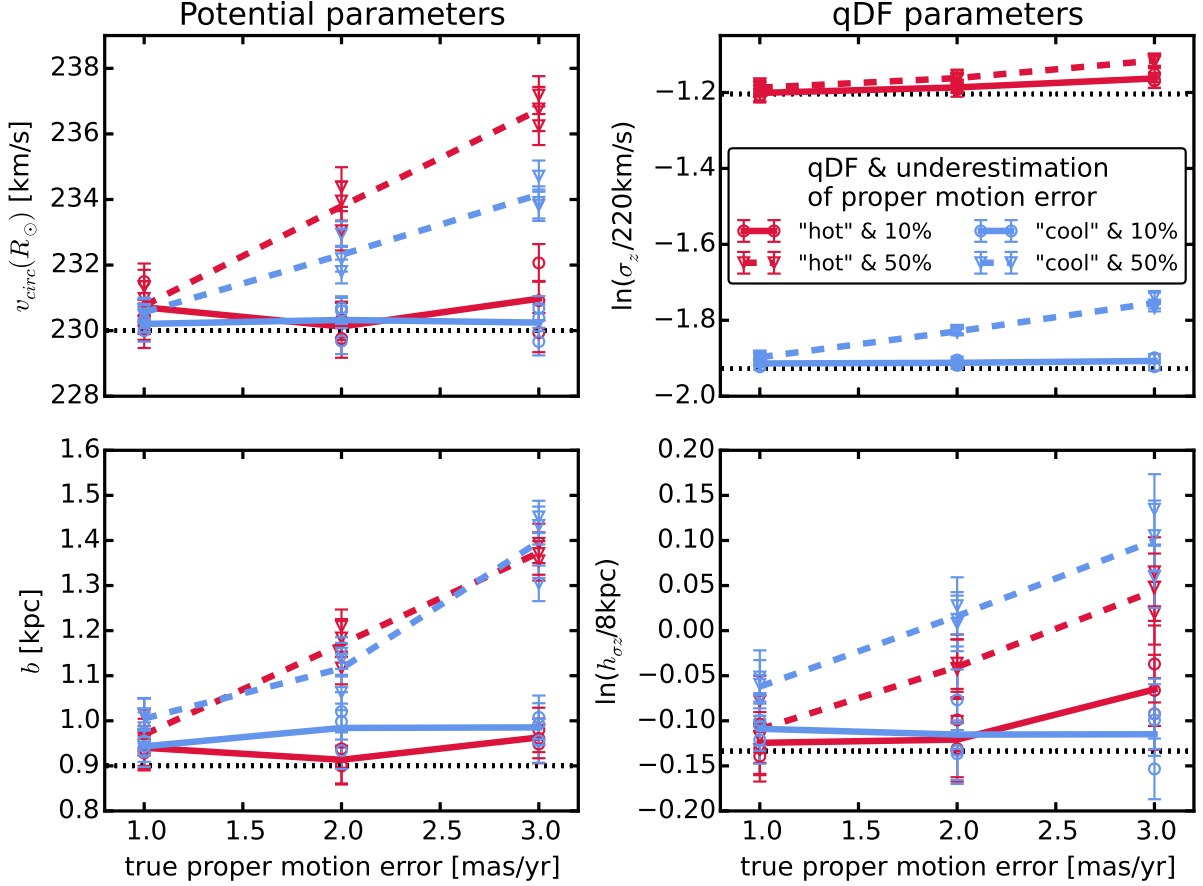 Potential parameters
qDF parameters
238
236
234
232
230
228
v_circ(R_⊙) [km/s]
−1.2
−1.4
−1.6
−1.8
−2.0
ln(σ_z/220km/s)
qDF & underestimation
of proper motion error
"hot" & 10%
"cool" & 10%
"hot" & 50%
"cool" & 50%
1.6
1.5
1.4
1.3
1.2
1.1
1.0
0.9
0.8
b [kpc]
1.0
1.5
2.0
2.5
3.0
true proper motion error [mas/yr]
0.20
0.15
0.10
0.05
0.00
−0.05
−0.10
−0.15
−0.20
ln(h_σz/8kpc)
1.0
1.5
2.0
2.5
3.0
true proper motion error [mas/yr]